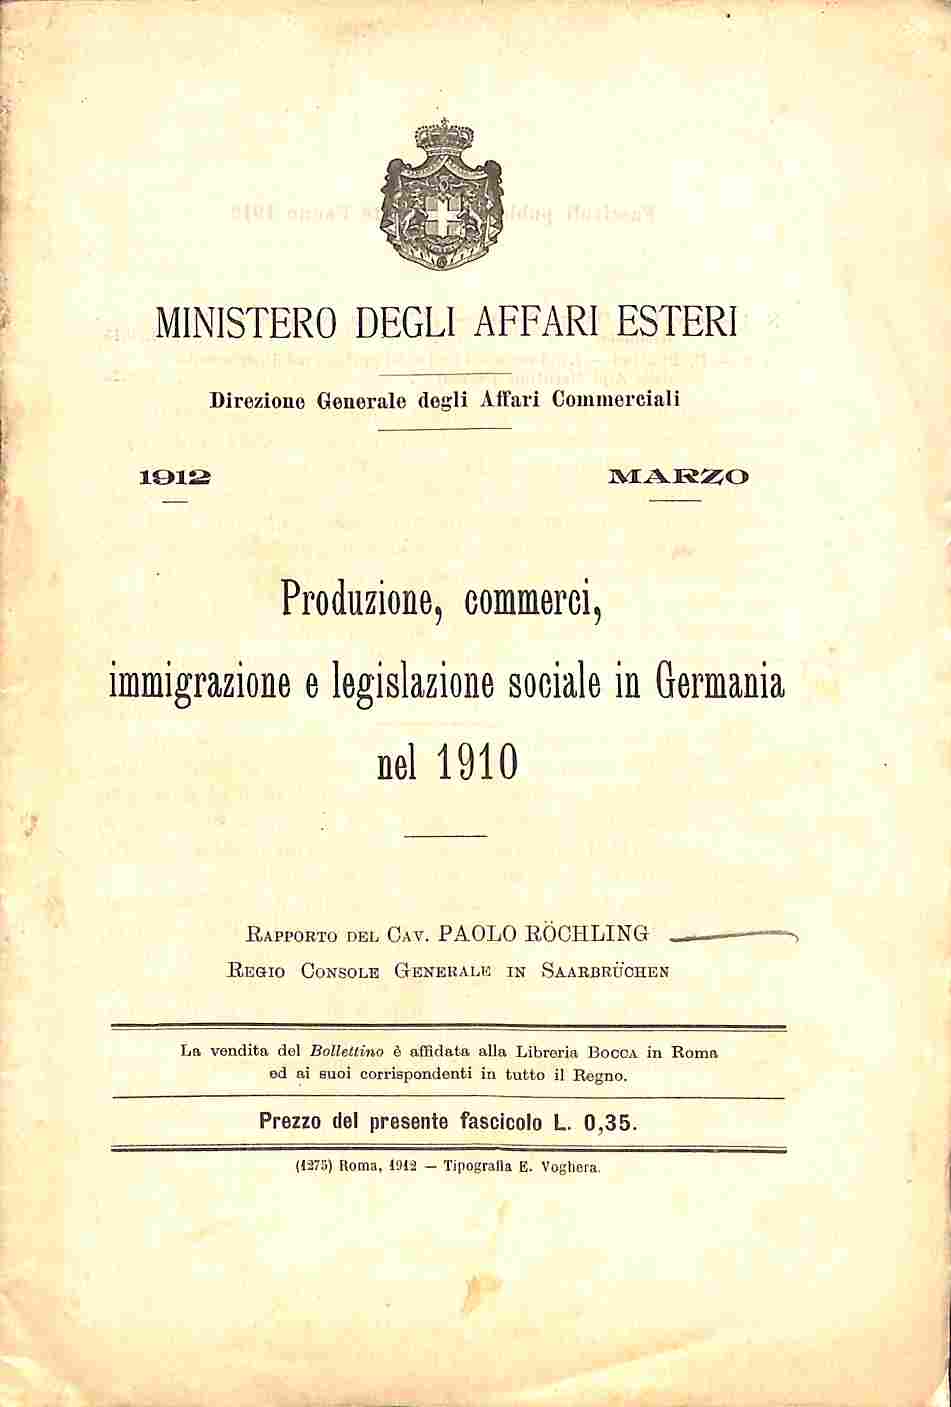 MINISTERO DEGLI AFFARI ESTERI
Direzione Generale degli Affari Commerciali
1912 MARZO
Produzione, commerci,
immigrazione e legislazione sociale in Germania
nel 1910
RAPPORTO DEL CAV. PAOLO RÖCHLING
REGIO CONSOLE GENERALE IN SAARBRÜCHEN
La vendita del Bollettino è affidata alla Libreria BOCCA in Roma
ed ai suoi corrispondenti in tutto il Regno.
Prezzo del presente fascicolo L. 0,35.
(1275) Roma, 1912 — Tipografia E. Voghera.